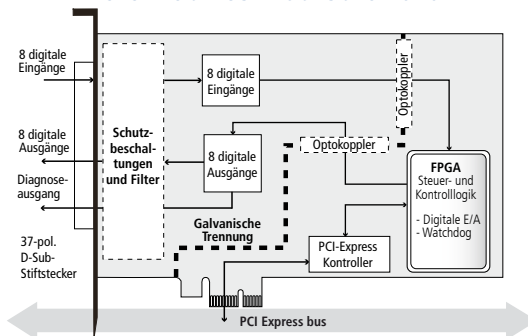 8 digitale
Eingänge
8 digitale
Ausgänge
Diagnose-
ausgang
37-pol.
D-Sub-
Stiftstecker
Schutz-
beschal-
tungen
und Filter
8 digitale
Eingänge
8 digitale
Ausgänge
Galvanische
Trennung
Optokoppler
Optokoppler
FPGA
Steuer- und
Kontrolllogik
- Digitale E/A
- Watchdog
PCI-Express
Kontroller
PCI Express bus